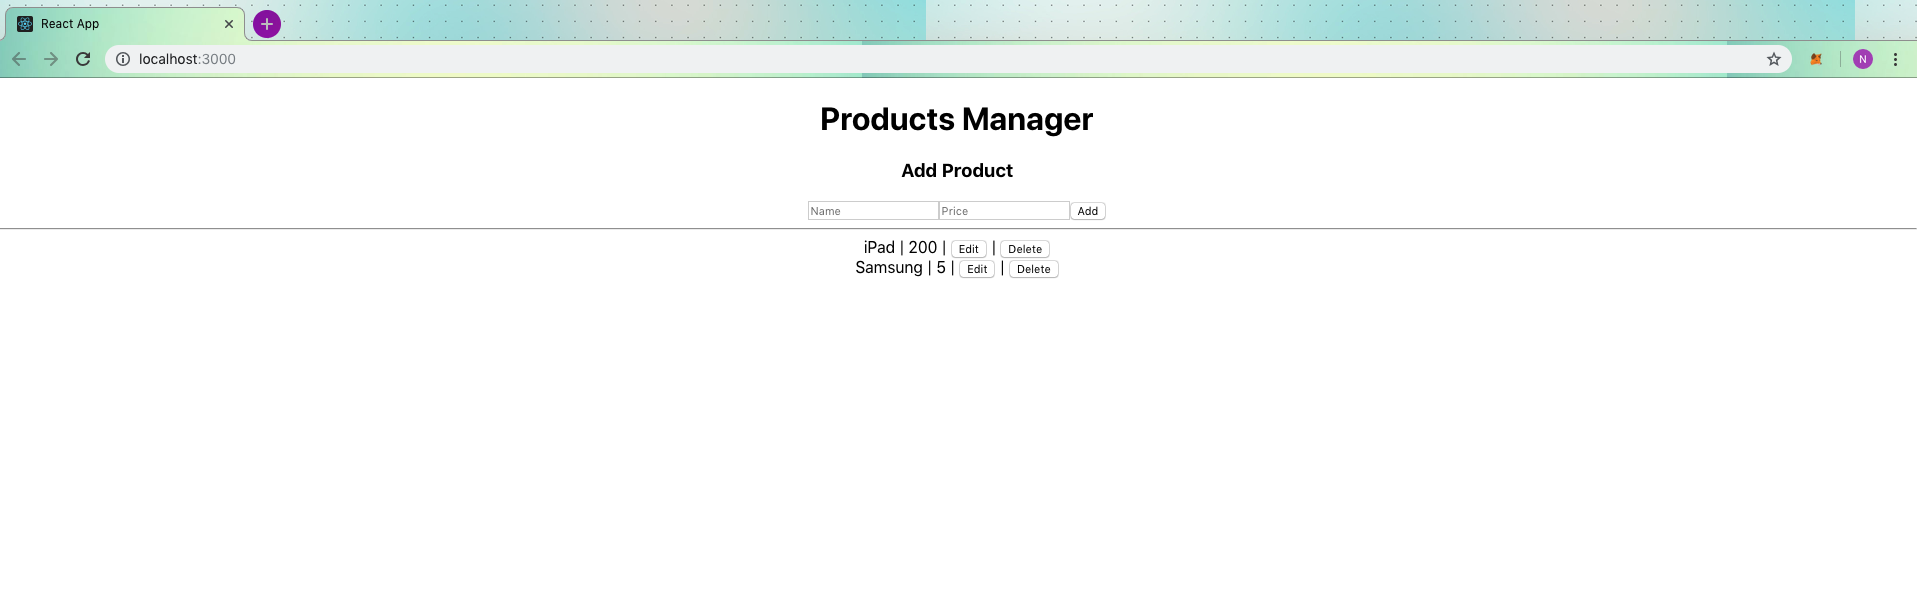 React App
localhost:3000
N
Products Manager
Add Product
Name Price Add
iPad | 200 | Edit | Delete
Samsung | 5 | Edit | Delete